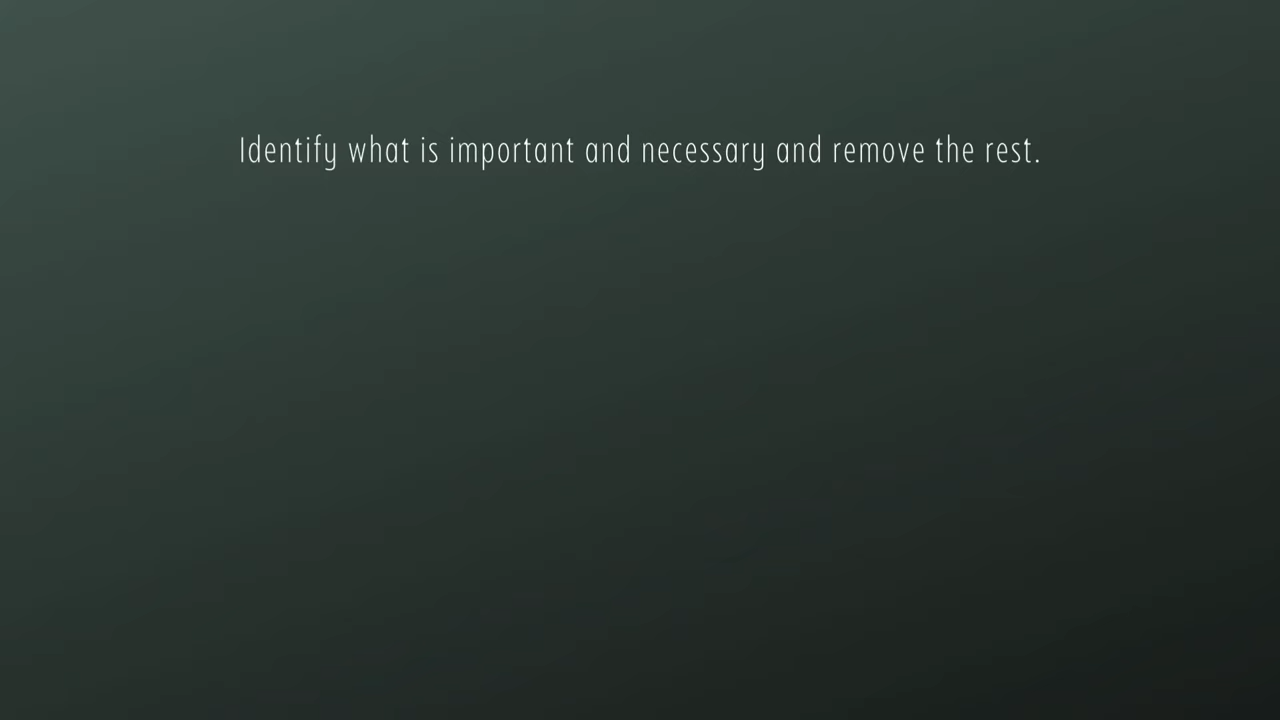 Identify what is important and necessary and remove the rest.